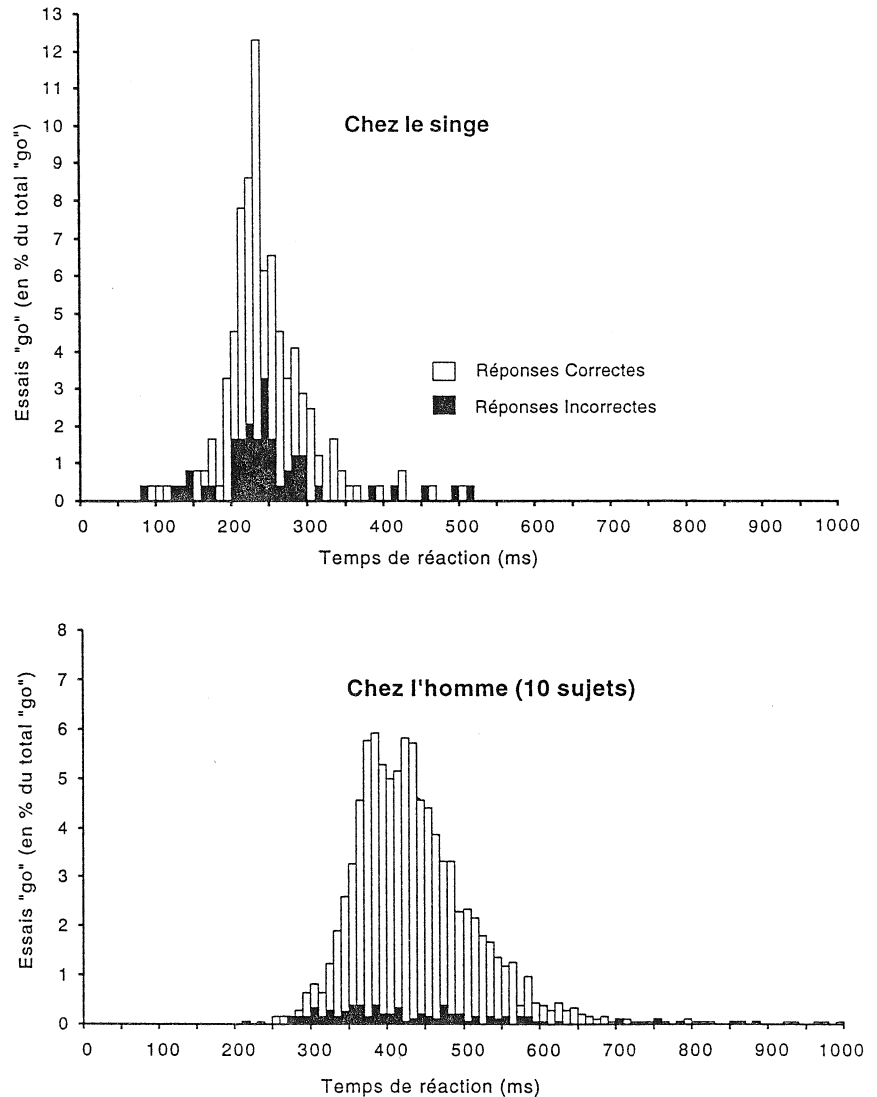 Essais "go" (en % du total "go")
13
12
11
10
9
8
7
6
5
4
3
2
1
0
Chez le singe
Réponses Correctes
Réponses Incorrectes
0 100 200 300 400 500 600 700 800 900 1000
Temps de réaction (ms)
Essais "go" (en % du total "go")
8
7
6
5
4
3
2
1
0
Chez l'homme (10 sujets)
0 100 200 300 400 500 600 700 800 900 1000
Temps de réaction (ms)